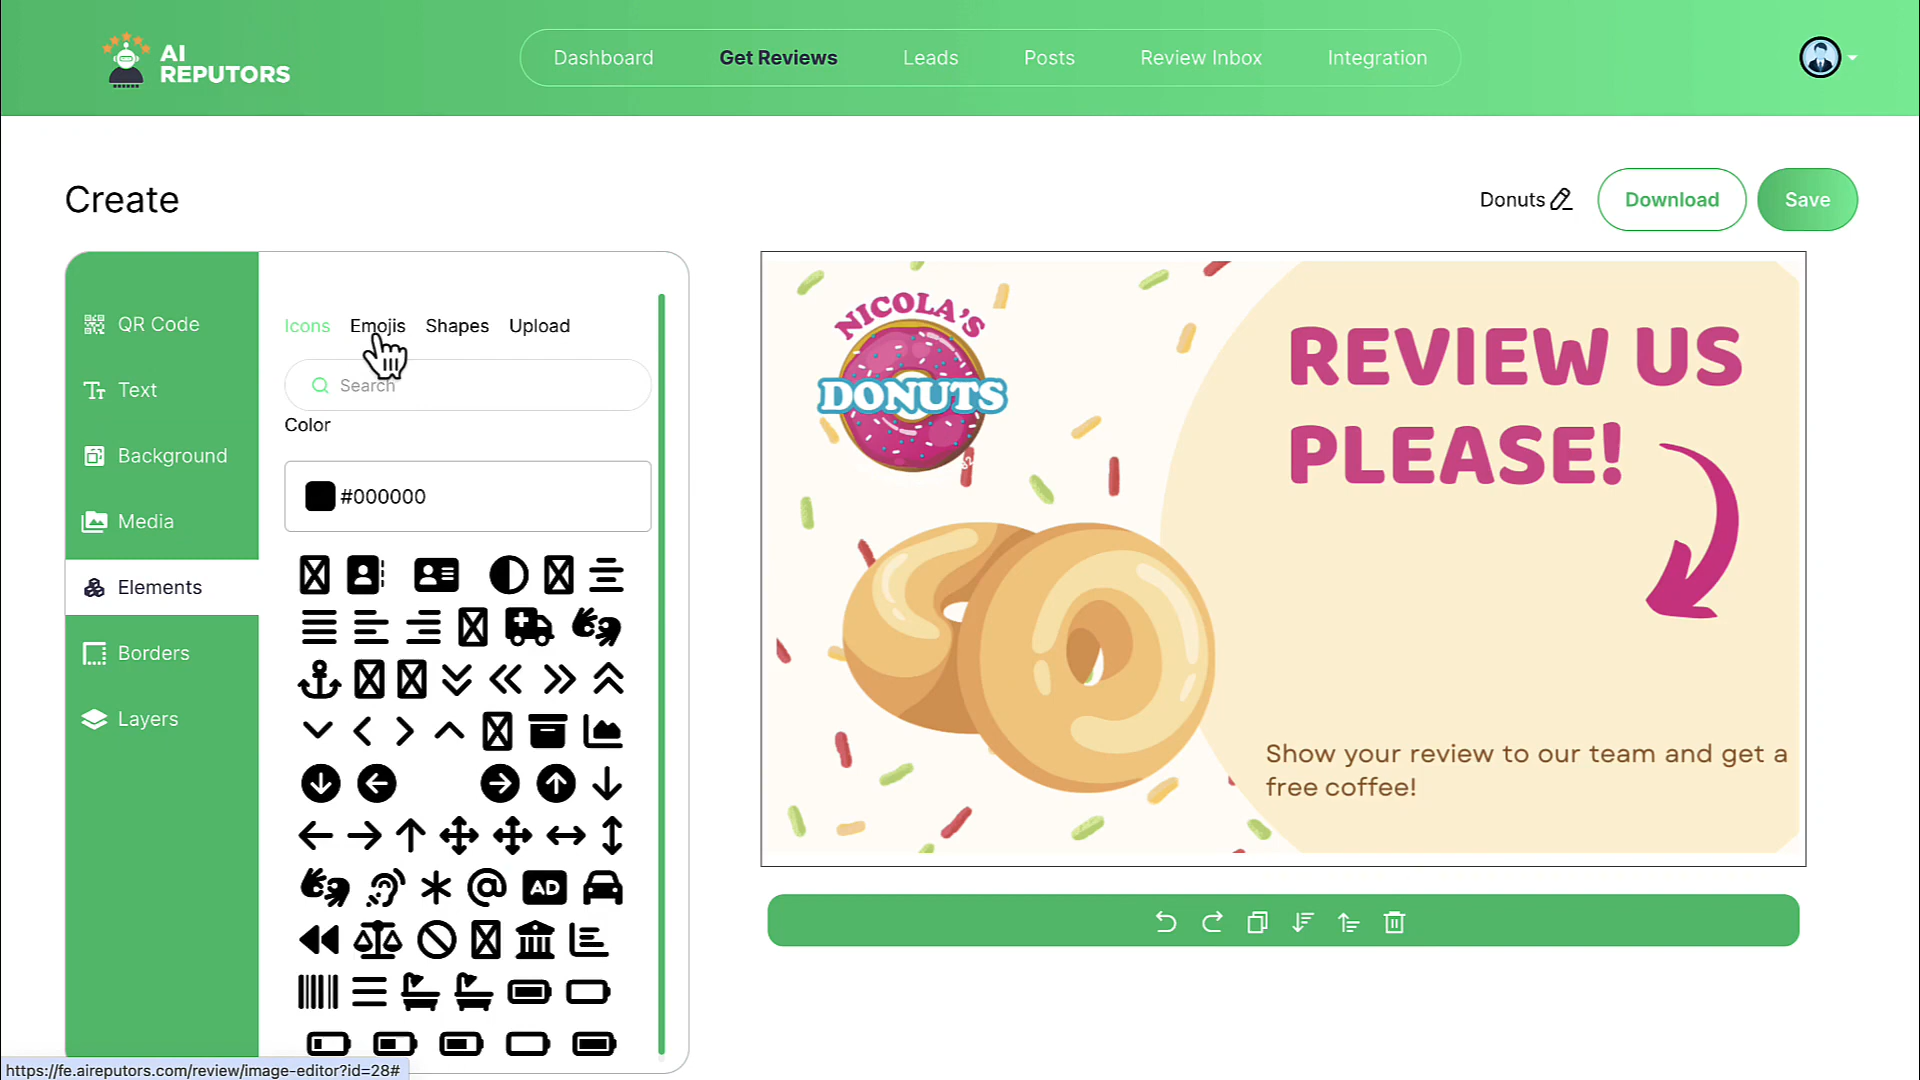 AI
REPUTORS
Dashboard
Get Reviews
Leads
Posts
Review Inbox
Integration
Create
Donuts
Download
Save
QR Code
Text
Background
Media
Elements
Borders
Layers
Icons
Emojis
Shapes
Upload
Search
Color
#000000
AD
NICOLA'S
DONUTS
REVIEW US
PLEASE!
Show your review to our team and get a
free coffee!
https://fe.aireputors.com/review/image-editor?id=28#